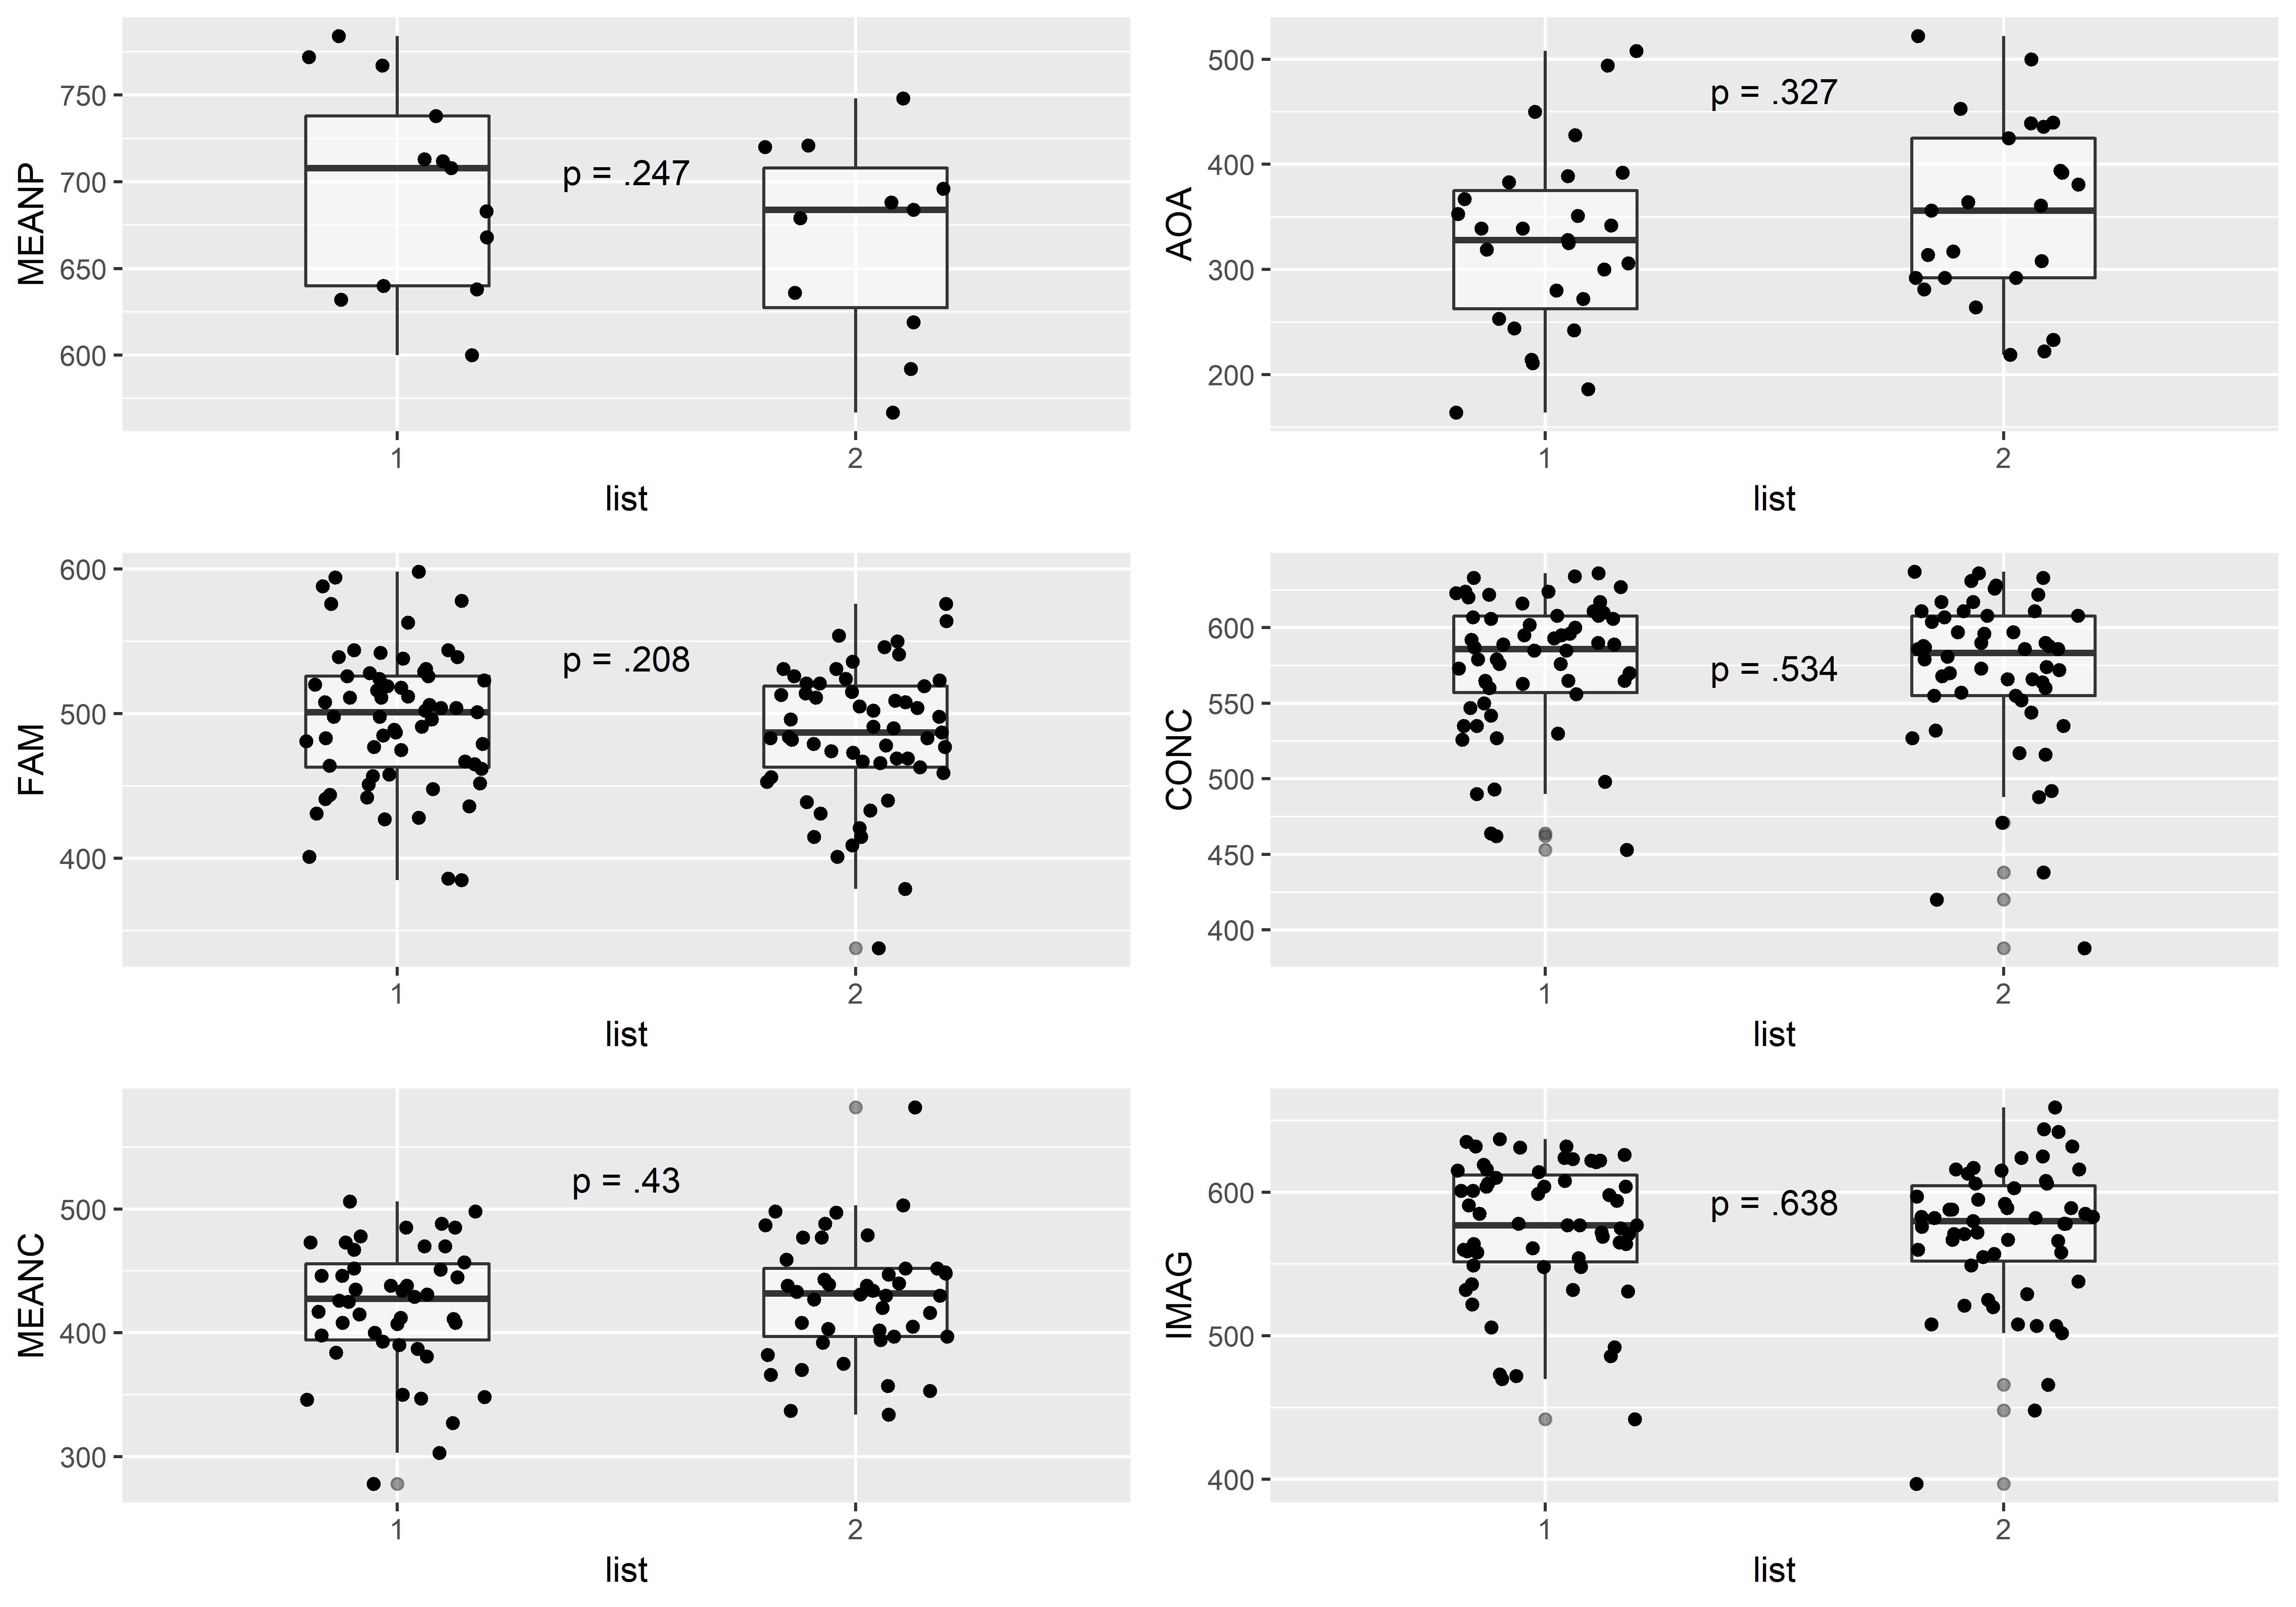 MEANP
750
700
650
600
p = .247
1
2
list
AOA
500
400
300
200
p = .327
1
2
list
FAM
600
500
400
p = .208
1
2
list
CONC
600
550
500
450
400
p = .534
1
2
list
MEANC
500
400
300
p = .43
1
2
list
IMAG
600
500
400
p = .638
1
2
list